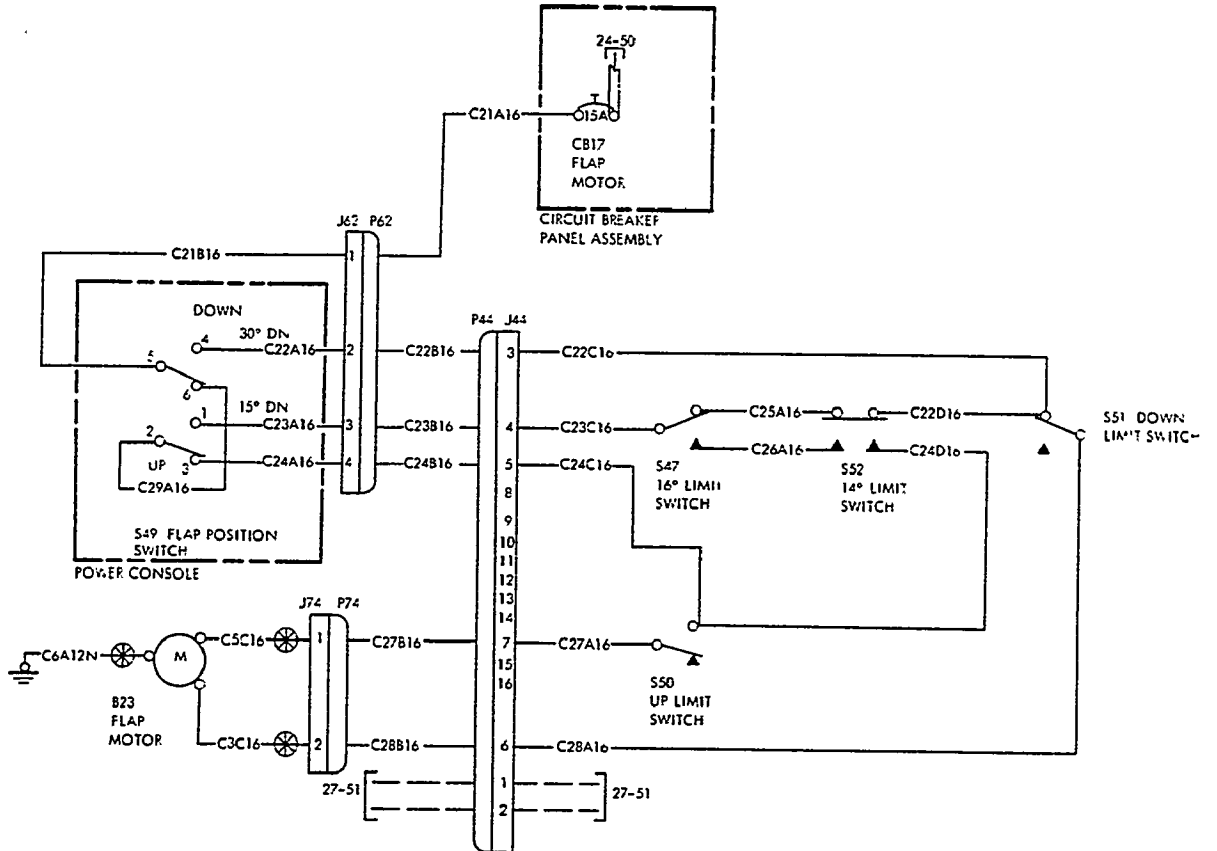 24-50
C21A16
15A
CB17
FLAP
MOTOR
CIRCUIT BREAKER
PANEL ASSEMBLY
J62 P62
C21B16
1
DOWN
30° DN
4
C22A16
2
C22B16
P44 J44
3
C22C16
5
6
15° DN
1
C23A16
3
C23B16
4
C23C16
C25A16
C22D16
S51 DOWN
LIMIT SWITCH
2
UP
3
C24A16
4
C24B16
5
C24C16
C26A16
C24D16
C29A16
S47
16° LIMIT
SWITCH
S52
14° LIMIT
SWITCH
S49 FLAP POSITION
SWITCH
POWER CONSOLE
8
9
10
11
12
13
14
J74 P74
C5C16
1
C27B16
7
C27A16
15
16
S50
UP LIMIT
SWITCH
C6A12N
M
B23
FLAP
MOTOR
C3C16
2
C28B16
6
C28A16
27-51
1
2
27-51